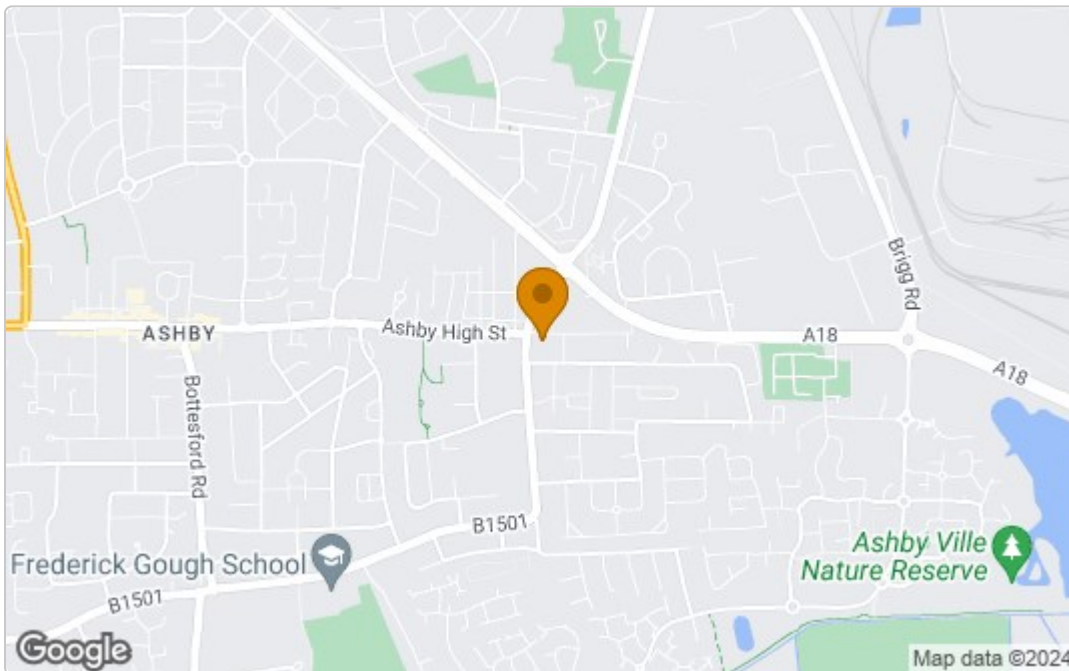 Brigg Rd
Ashby High St
A18
ASHBY
A18
Bottesford Rd
B1501
Ashby Ville
Nature Reserve
Frederick Gough School
B1501
Google
Map data ©2024